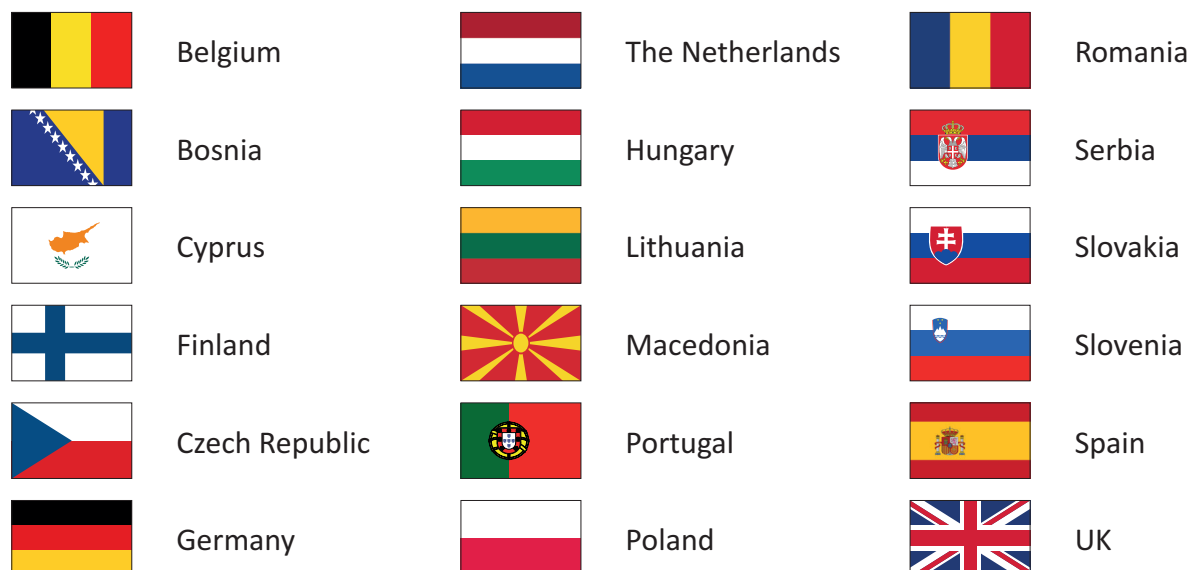 Belgium
Bosnia
Cyprus
Finland
Czech Republic
Germany
The Netherlands
Hungary
Lithuania
Macedonia
Portugal
Poland
Romania
Serbia
Slovakia
Slovenia
Spain
UK